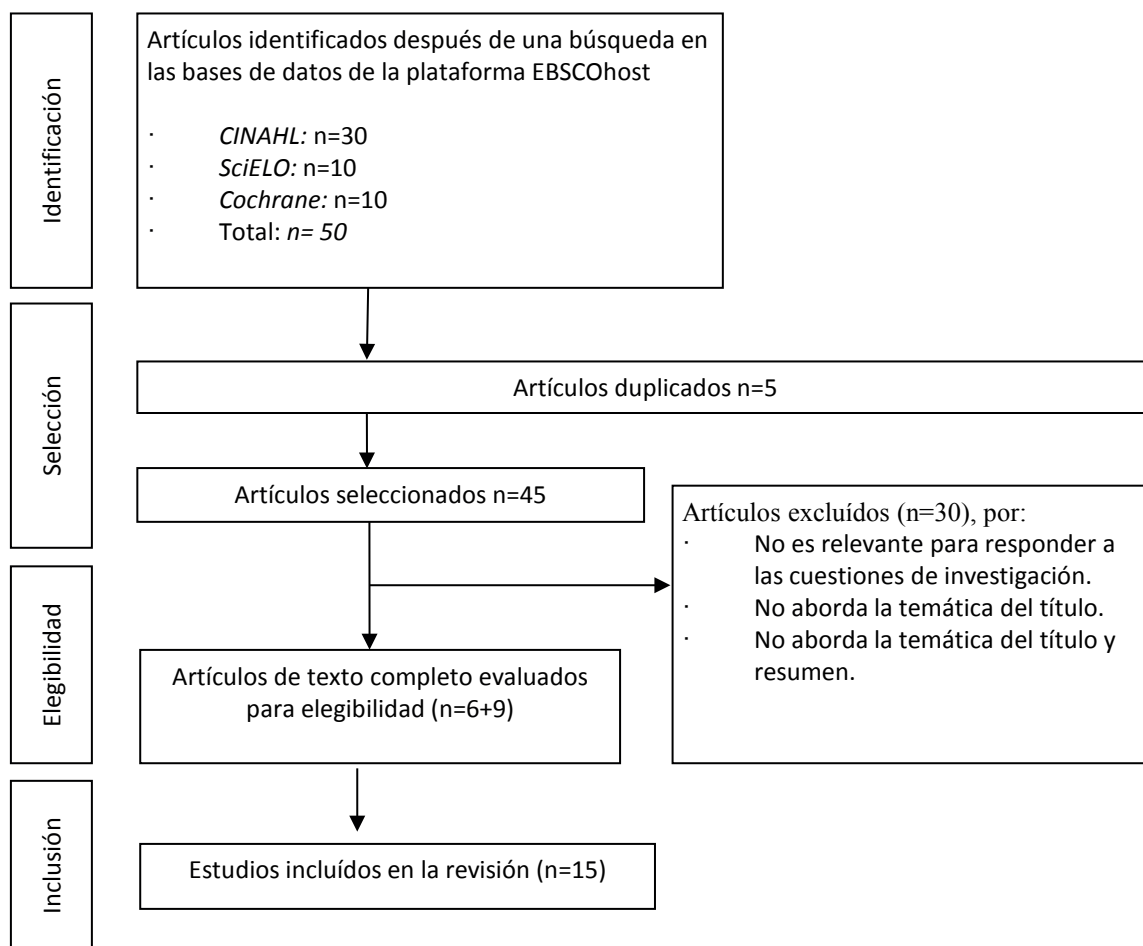 Identificación
Artículos identificados después de una búsqueda en
las bases de datos de la plataforma EBSCOhost
· CINAHL: n=30
· SciELO: n=10
· Cochrane: n=10
· Total: n= 50
Selección
Artículos duplicados n=5
Artículos seleccionados n=45
Artículos excluídos (n=30), por:
· No es relevante para responder a
las cuestiones de investigación.
· No aborda la temática del título.
· No aborda la temática del título y
resumen.
Elegibilidad
Artículos de texto completo evaluados
para elegibilidad (n=6+9)
Inclusión
Estudios incluídos en la revisión (n=15)